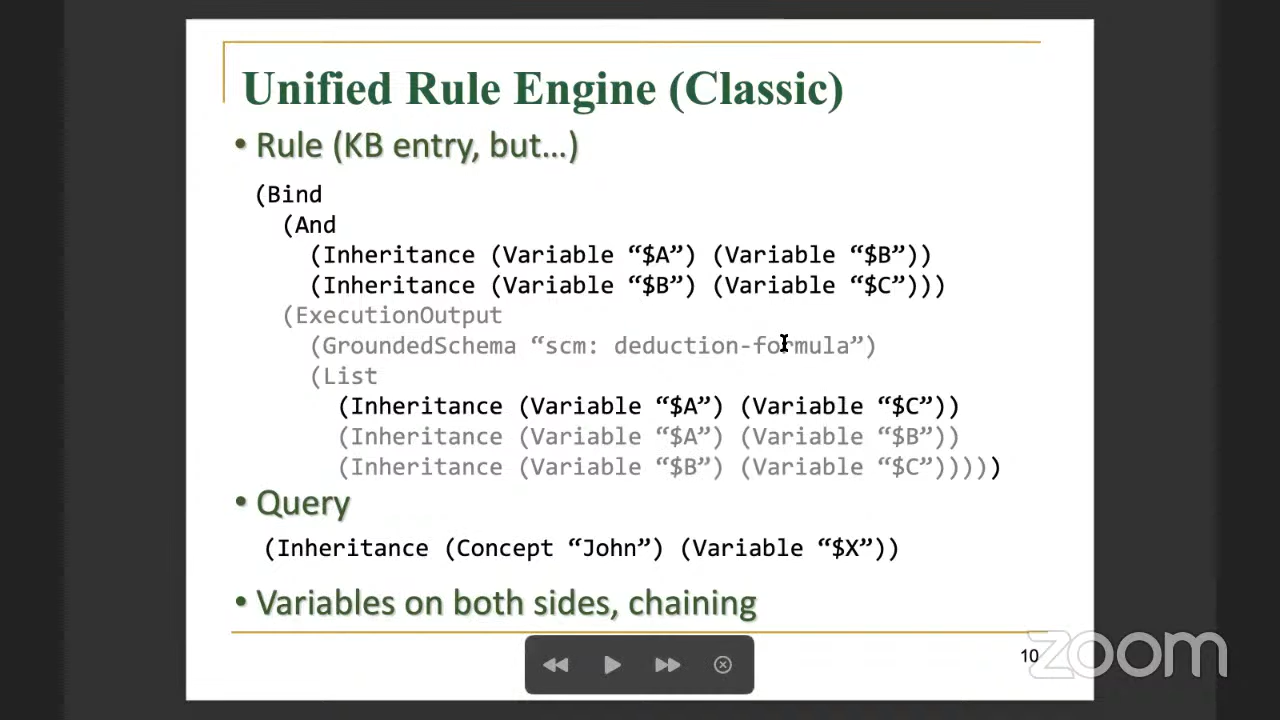 Unified Rule Engine (Classic)
• Rule (KB entry, but…)
(Bind
(And
(Inheritance (Variable “$A”) (Variable “$B”))
(Inheritance (Variable “$B”) (Variable “$C”)))
(ExecutionOutput
(GroundedSchema “scm: deduction-formula”)
(List
(Inheritance (Variable “$A”) (Variable “$C”))
(Inheritance (Variable “$A”) (Variable “$B”))
(Inheritance (Variable “$B”) (Variable “$C”)))))
• Query
(Inheritance (Concept “John”) (Variable “$X”))
• Variables on both sides, chaining
10
zoom